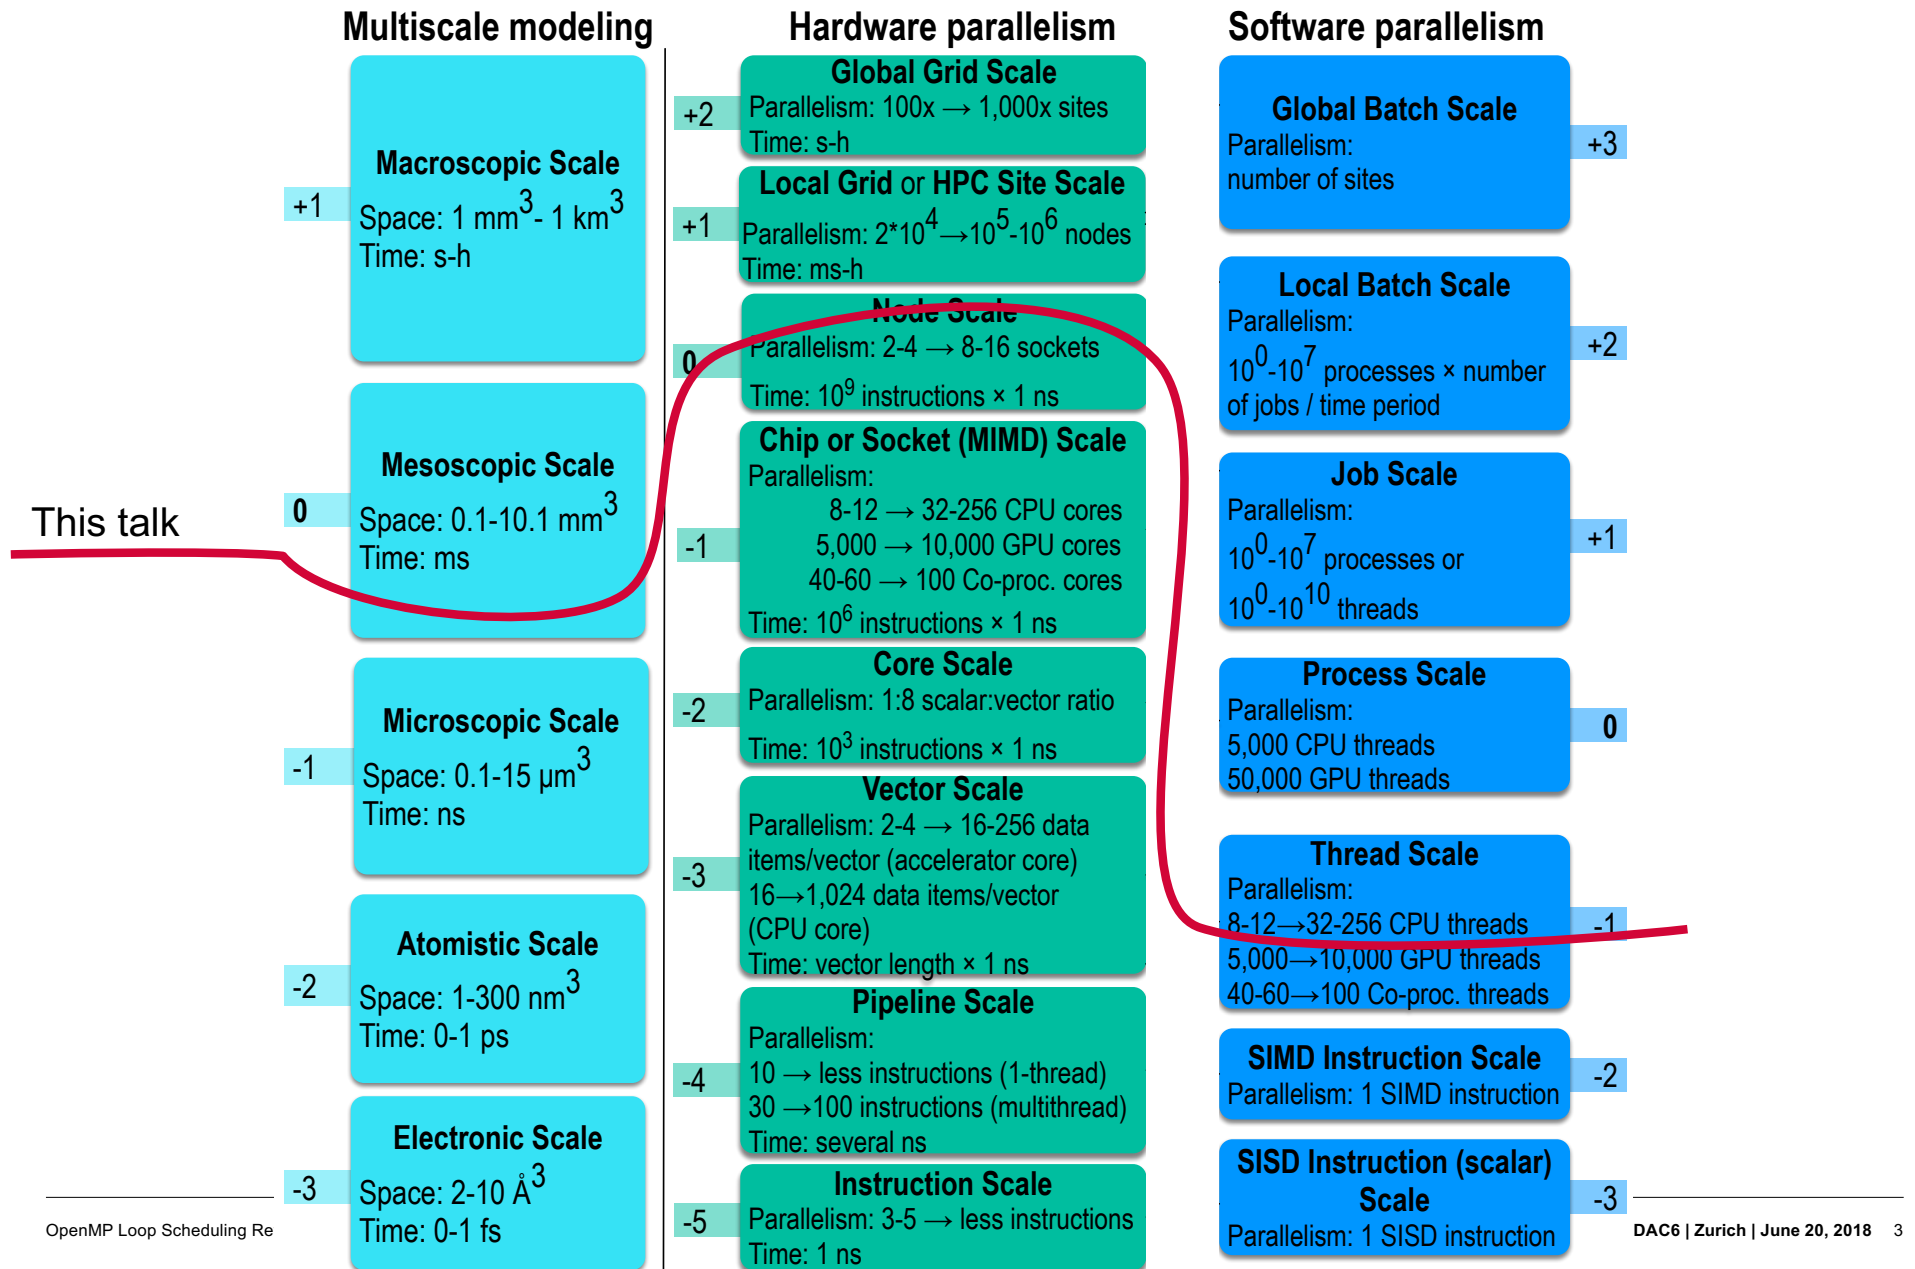 Multiscale modeling
Hardware parallelism
Software parallelism
This talk
+1
Macroscopic Scale
Space: 1 mm³- 1 km³
Time: s-h
0
Mesoscopic Scale
Space: 0.1-10.1 mm³
Time: ms
-1
Microscopic Scale
Space: 0.1-15 µm³
Time: ns
-2
Atomistic Scale
Space: 1-300 nm³
Time: 0-1 ps
-3
Electronic Scale
Space: 2-10 Å³
Time: 0-1 fs
+2
Global Grid Scale
Parallelism: 100x → 1,000x sites
Time: s-h
+1
Local Grid or HPC Site Scale
Parallelism: 2*10⁴→10⁵-10⁶ nodes
Time: ms-h
0
Node Scale
Parallelism: 2-4 → 8-16 sockets
Time: 10⁹ instructions × 1 ns
-1
Chip or Socket (MIMD) Scale
Parallelism:
8-12 → 32-256 CPU cores
5,000 → 10,000 GPU cores
40-60 → 100 Co-proc. cores
Time: 10⁶ instructions × 1 ns
-2
Core Scale
Parallelism: 1:8 scalar:vector ratio
Time: 10³ instructions × 1 ns
-3
Vector Scale
Parallelism: 2-4 → 16-256 data
items/vector (accelerator core)
16→1,024 data items/vector
(CPU core)
Time: vector length × 1 ns
-4
Pipeline Scale
Parallelism:
10 → less instructions (1-thread)
30 →100 instructions (multithread)
Time: several ns
-5
Instruction Scale
Parallelism: 3-5 → less instructions
Time: 1 ns
Global Batch Scale
Parallelism:
number of sites
+3
Local Batch Scale
Parallelism:
10⁰-10⁷ processes × number
of jobs / time period
+2
Job Scale
Parallelism:
10⁰-10⁷ processes or
10⁰-10¹⁰ threads
+1
Process Scale
Parallelism:
5,000 CPU threads
50,000 GPU threads
0
Thread Scale
Parallelism:
8-12→32-256 CPU threads
5,000→10,000 GPU threads
40-60→100 Co-proc. threads
-1
SIMD Instruction Scale
Parallelism: 1 SIMD instruction
-2
SISD Instruction (scalar)
Scale
Parallelism: 1 SISD instruction
-3
OpenMP Loop Scheduling Re
DAC6 | Zurich | June 20, 2018 3